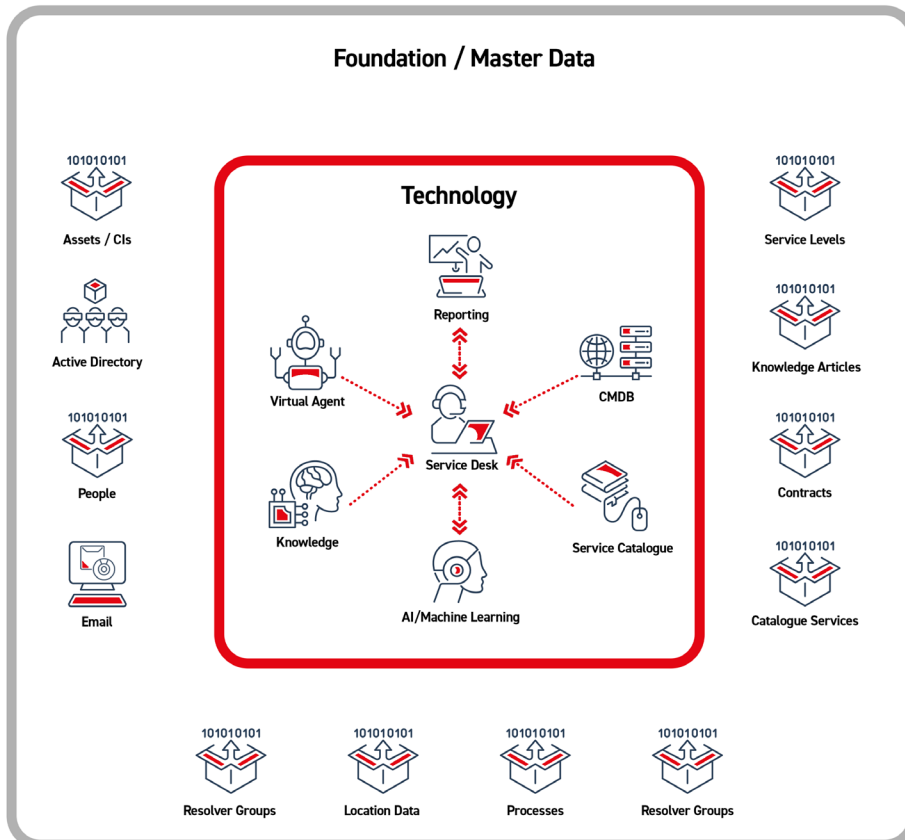 Foundation / Master Data
101010101
Assets / CIs
Active Directory
101010101
People
Email
Technology
Reporting
Virtual Agent
CMDB
Service Desk
Knowledge
Service Catalogue
AI/Machine Learning
101010101
Service Levels
101010101
Knowledge Articles
101010101
Contracts
101010101
Catalogue Services
101010101
Resolver Groups
101010101
Location Data
101010101
Processes
101010101
Resolver Groups